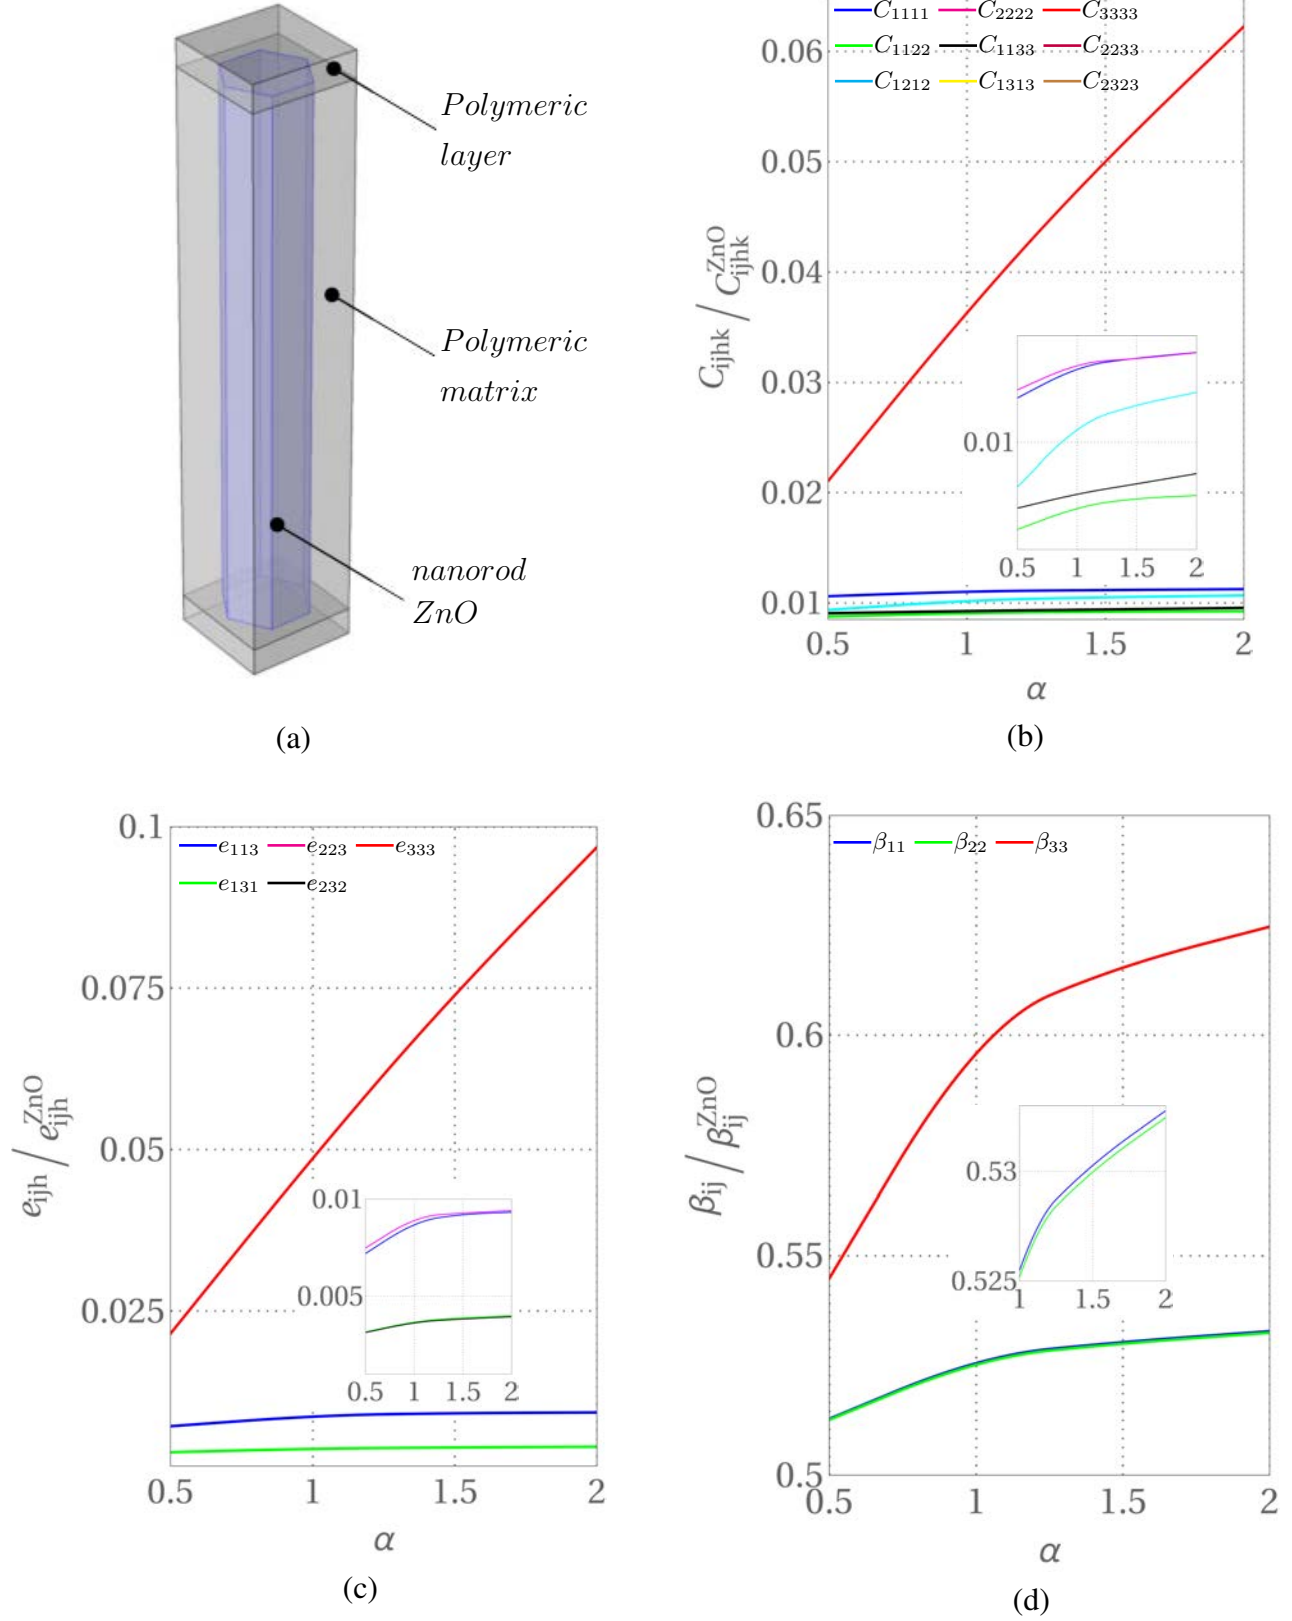 Polymeric
layer
Polymeric
matrix
nanorod
ZnO
(a)
C1111 C2222 C3333
C1122 C1133 C2233
C1212 C1313 C2323
0.06
0.05
0.04
0.03
0.02
0.01
Cijhk / CijhkZnO
0.01
0.5 1 1.5 2
0.5 1 1.5 2
α
(b)
0.1
0.075
0.05
0.025
e113 e223 e333
e131 e232
eijh / eijhZnO
0.01
0.005
0.5 1 1.5 2
0.5 1 1.5 2
α
(c)
0.65
0.6
0.55
0.5
β11 β22 β33
βij / βijZnO
0.53
0.525
1 1.5 2
0.5 1 1.5 2
α
(d)